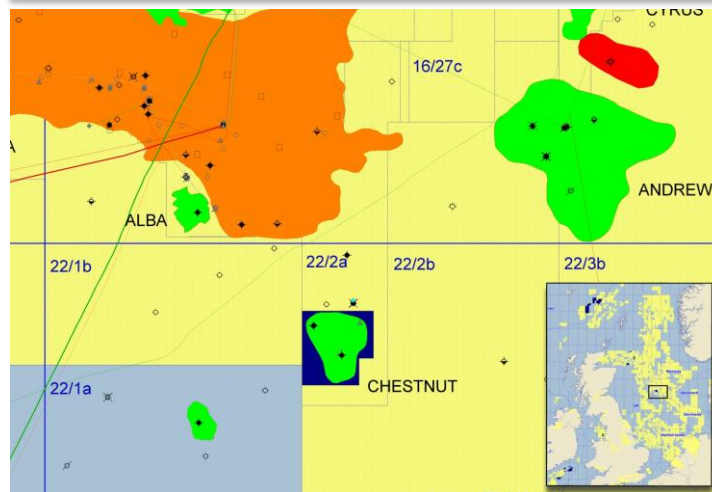 CYRUS
16/27c
ANDREW
ALBA
22/1b
22/2a
22/2b
22/3b
CHESTNUT
22/1a